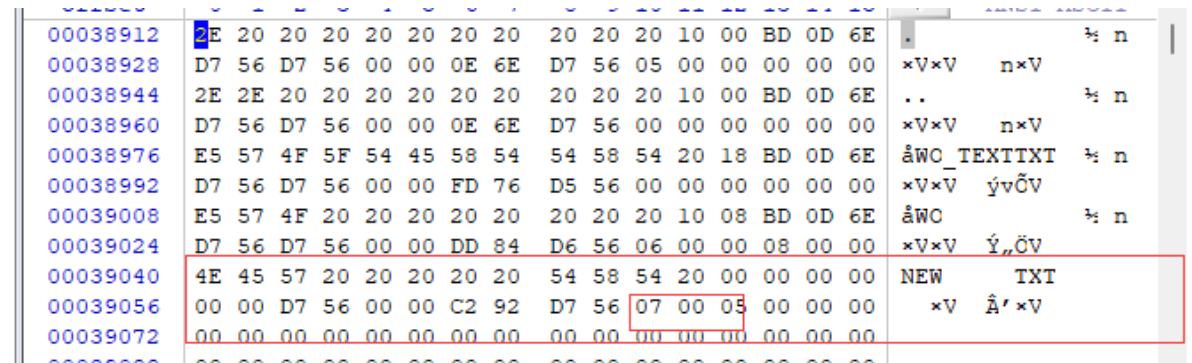 00038912 2E 20 20 20 20 20 20 20 20 20 20 10 00 BD 0D 6E . ½ n
00038928 D7 56 D7 56 00 00 0E 6E D7 56 05 00 00 00 00 00 ×V×V n×V
00038944 2E 2E 20 20 20 20 20 20 20 20 20 10 00 BD 0D 6E .. ½ n
00038960 D7 56 D7 56 00 00 0E 6E D7 56 00 00 00 00 00 00 ×V×V n×V
00038976 E5 57 4F 5F 54 45 58 54 54 58 54 20 18 BD 0D 6E åWO_TEXTTXT ½ n
00038992 D7 56 D7 56 00 00 FD 76 D5 56 00 00 00 00 00 00 ×V×V ývÕV
00039008 E5 57 4F 20 20 20 20 20 20 20 20 10 08 BD 0D 6E åWO ½ n
00039024 D7 56 D7 56 00 00 DD 84 D6 56 06 00 00 08 00 00 ×V×V Ý„ÖV
00039040 4E 45 57 20 20 20 20 20 54 58 54 20 00 00 00 00 NEW TXT
00039056 00 00 D7 56 00 00 C2 92 D7 56 07 00 05 00 00 00 ×V Â’×V
00039072 00 00 00 00 00 00 00 00 00 00 00 00 00 00 00 00